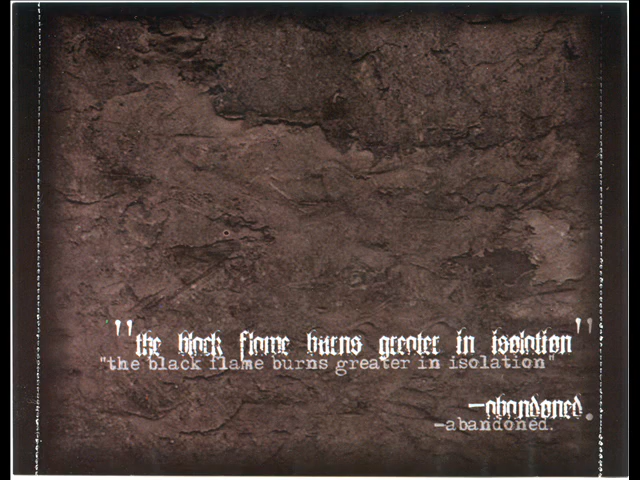 "the black flame burns greater in isolation"
"the black flame burns greater in isolation"
-abandoned.
-abandoned.